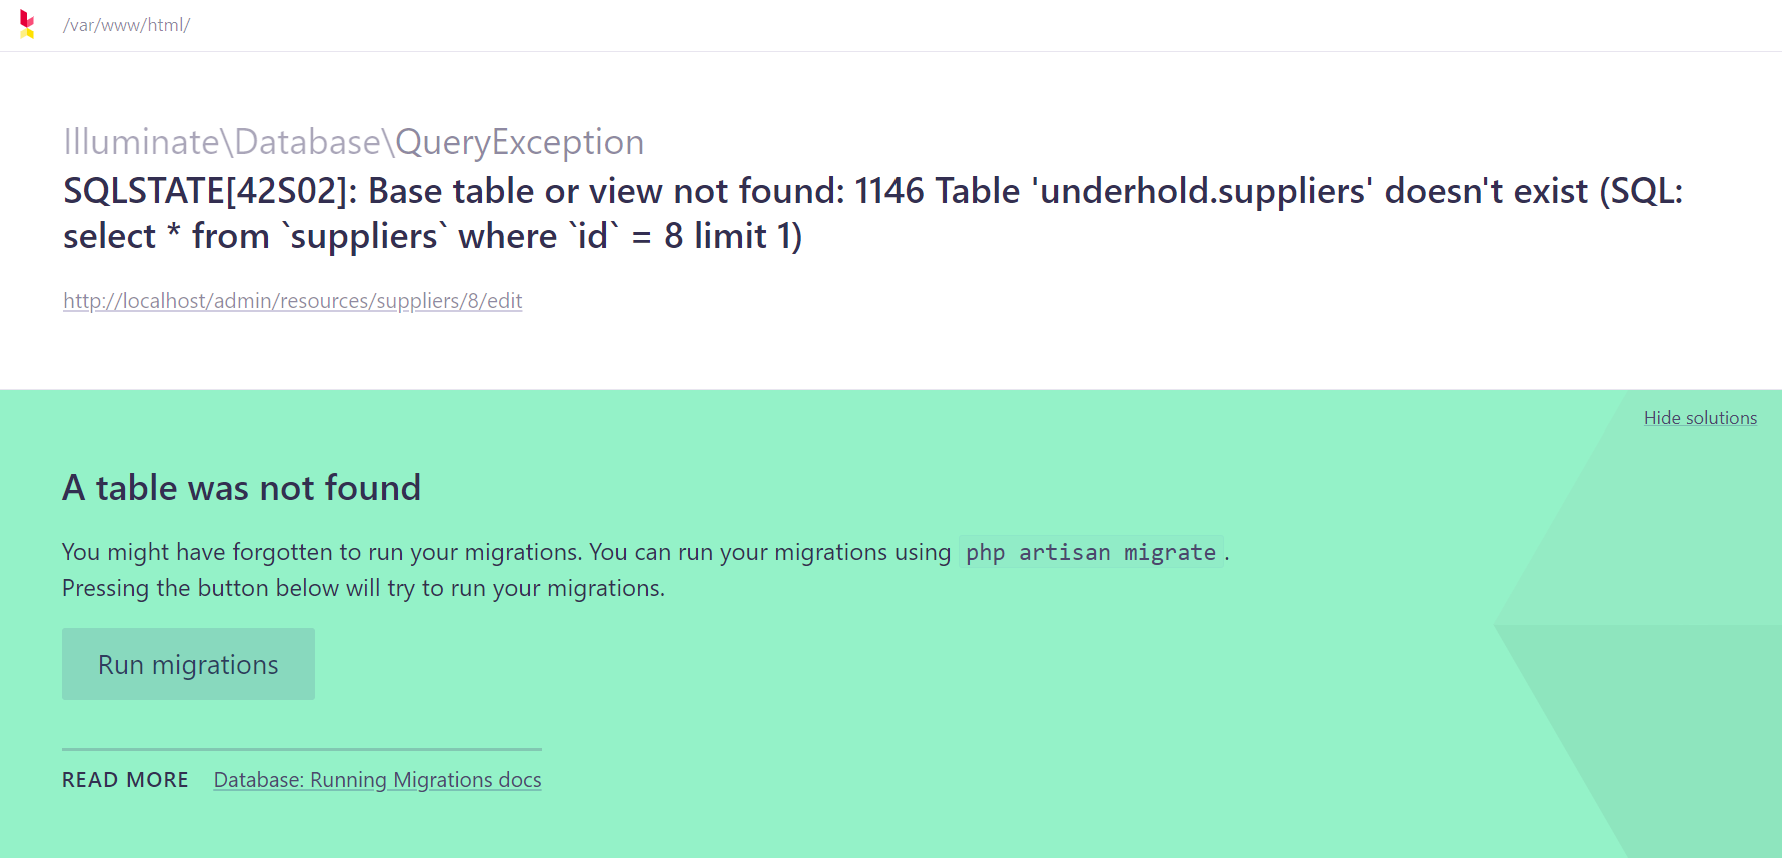 /var/www/html/
Illuminate\Database\QueryException
SQLSTATE[42S02]: Base table or view not found: 1146 Table 'underhold.suppliers' doesn't exist (SQL:
select * from `suppliers` where `id` = 8 limit 1)
http://localhost/admin/resources/suppliers/8/edit
Hide solutions
A table was not found
You might have forgotten to run your migrations. You can run your migrations using php artisan migrate.
Pressing the button below will try to run your migrations.
Run migrations
READ MORE Database: Running Migrations docs